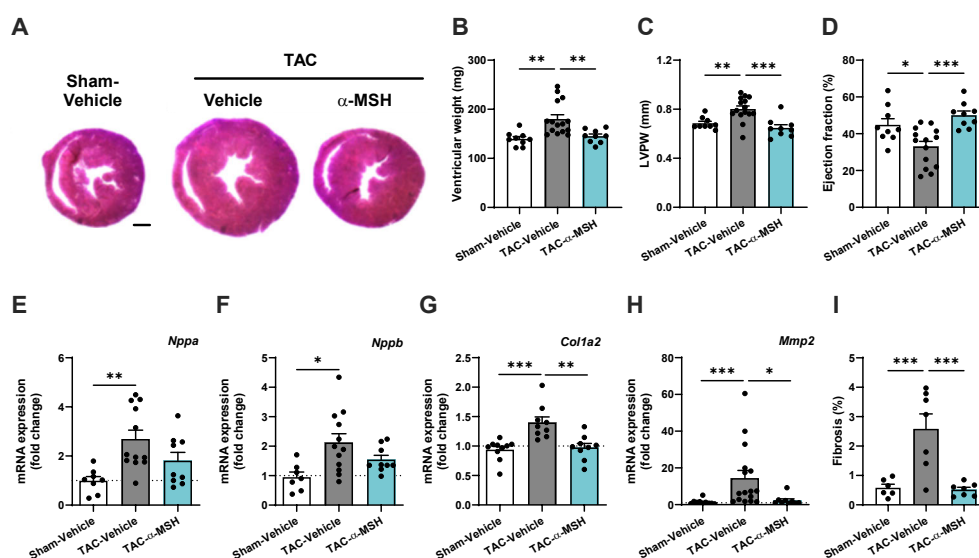 A
TAC
Sham-
Vehicle
Vehicle
α-MSH
B
Ventricular weight (mg)
300
200
100
0
** **
Sham-Vehicle
TAC-Vehicle
TAC-α-MSH
C
LVPW (mm)
1.2
0.8
0.4
0.0
** ***
Sham-Vehicle
TAC-Vehicle
TAC-α-MSH
D
Ejection fraction (%)
80
60
40
20
0
* ***
Sham-Vehicle
TAC-Vehicle
TAC-α-MSH
E
Nppa
mRNA expression
(fold change)
6
4
2
0
**
Sham-Vehicle
TAC-Vehicle
TAC-α-MSH
F
Nppb
mRNA expression
(fold change)
5
4
3
2
1
0
*
Sham-Vehicle
TAC-Vehicle
TAC-α-MSH
G
Col1a2
mRNA expression
(fold change)
2.5
2.0
1.5
1.0
0.5
0.0
*** **
Sham-Vehicle
TAC-Vehicle
TAC-α-MSH
H
Mmp2
mRNA expression
(fold change)
80
60
40
20
10
0
*** *
Sham-Vehicle
TAC-Vehicle
TAC-α-MSH
I
Fibrosis (%)
5
4
3
2
1
0
*** ***
Sham-Vehicle
TAC-Vehicle
TAC-α-MSH